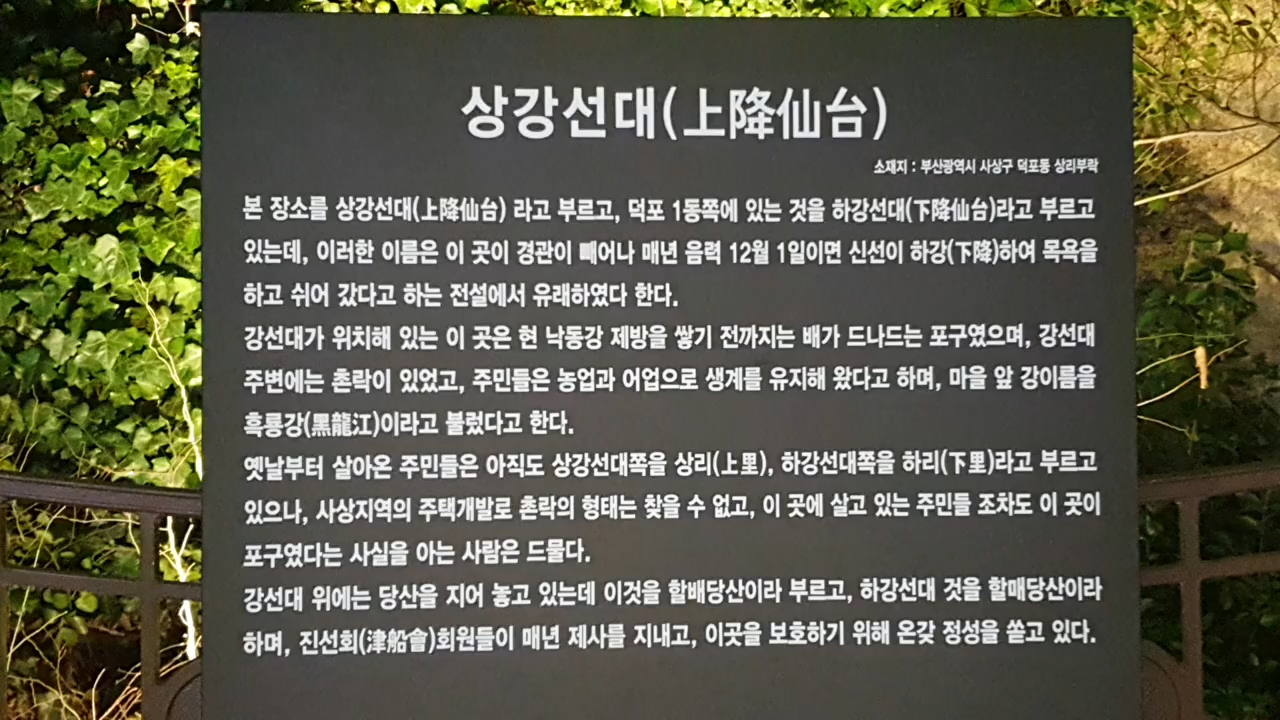 상강선대(上降仙台)
소재지 : 부산광역시 사상구 덕포동 상리부락
본 장소를 상강선대(上降仙台) 라고 부르고, 덕포 1동쪽에 있는 것을 하강선대(下降仙台)라고 부르고
있는데, 이러한 이름은 이 곳이 경관이 빼어나 매년 음력 12월 1일이면 신선이 하강(下降)하여 목욕을
하고 쉬어 갔다고 하는 전설에서 유래하였다 한다.
강선대가 위치해 있는 이 곳은 현 낙동강 제방을 쌓기 전까지는 배가 드나드는 포구였으며, 강선대
주변에는 촌락이 있었고, 주민들은 농업과 어업으로 생계를 유지해 왔다고 하며, 마을 앞 강이름을
흑룡강(黑龍江)이라고 불렀다고 한다.
옛날부터 살아온 주민들은 아직도 상강선대쪽을 상리(上里), 하강선대쪽을 하리(下里)라고 부르고
있으나, 사상지역의 주택개발로 촌락의 형태는 찾을 수 없고, 이 곳에 살고 있는 주민들 조차도 이 곳이
포구였다는 사실을 아는 사람은 드물다.
강선대 위에는 당산을 지어 놓고 있는데 이것을 할배당산이라 부르고, 하강선대 것을 할매당산이라
하며, 진선회(津船會)회원들이 매년 제사를 지내고, 이곳을 보호하기 위해 온갖 정성을 쏟고 있다.